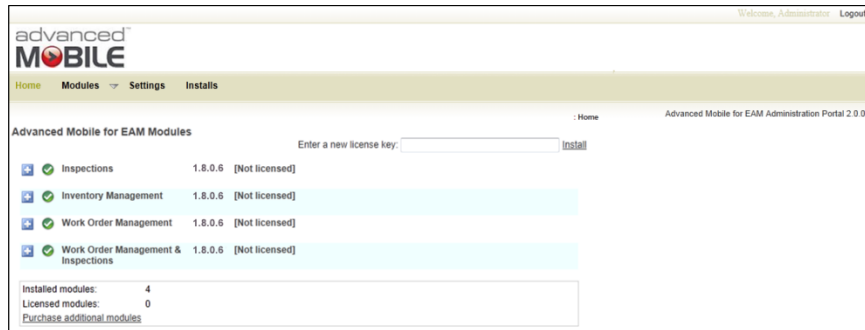 Welcome, Administrator Logout
advanced™
MOBILE
Home Modules Settings Installs
: Home
Advanced Mobile for EAM Administration Portal 2.0.0
Advanced Mobile for EAM Modules
Enter a new license key: Install
Inspections 1.8.0.6 [Not licensed]
Inventory Management 1.8.0.6 [Not licensed]
Work Order Management 1.8.0.6 [Not licensed]
Work Order Management & 1.8.0.6 [Not licensed]
Inspections
Installed modules: 4
Licensed modules: 0
Purchase additional modules